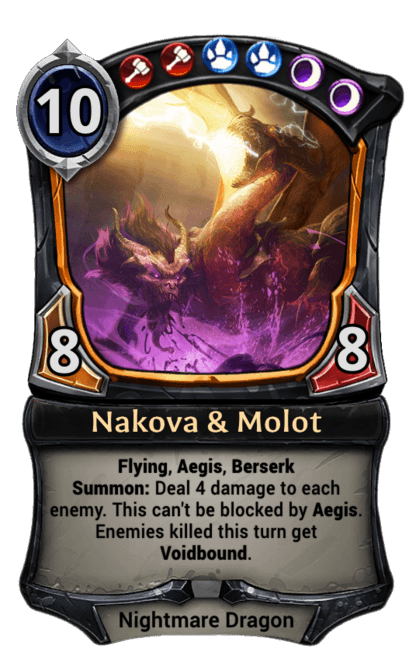 10
8
8
Nakova & Molot
Flying, Aegis, Berserk
Summon: Deal 4 damage to each
enemy. This can't be blocked by Aegis.
Enemies killed this turn get
Voidbound.
Nightmare Dragon